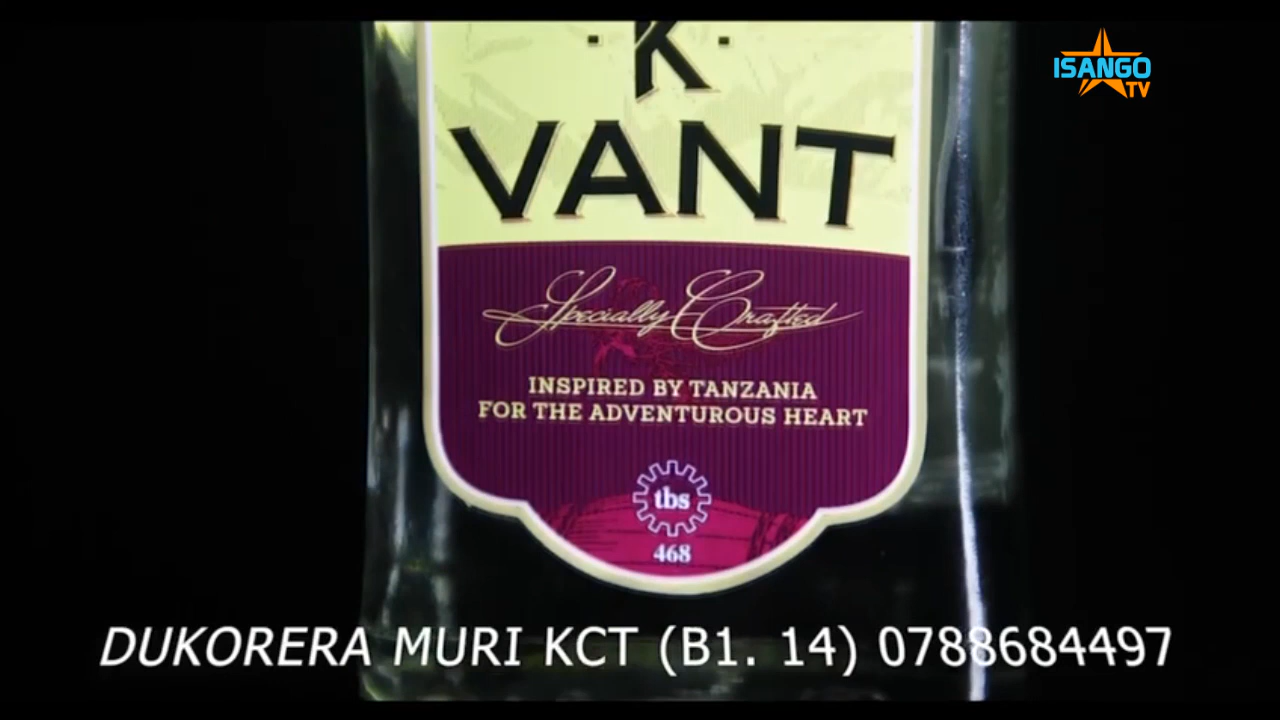 ISANGO
TV
·K·
VANT
Specially Crafted
INSPIRED BY TANZANIA
FOR THE ADVENTUROUS HEART
tbs
468
DUKORERA MURI KCT (B1. 14) 0788684497